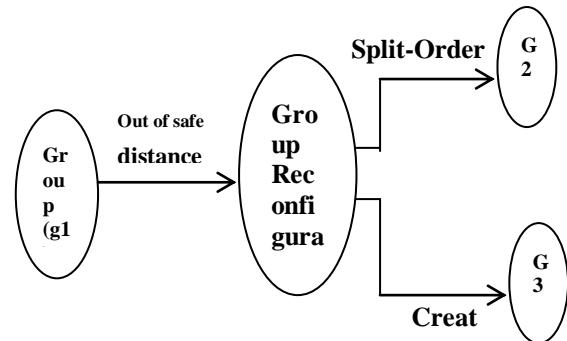 Split-Order
G
2
Out of safe
distance
Gro
up
Rec
onfi
gura
Gr
ou
p
(g1
G
3
Creat